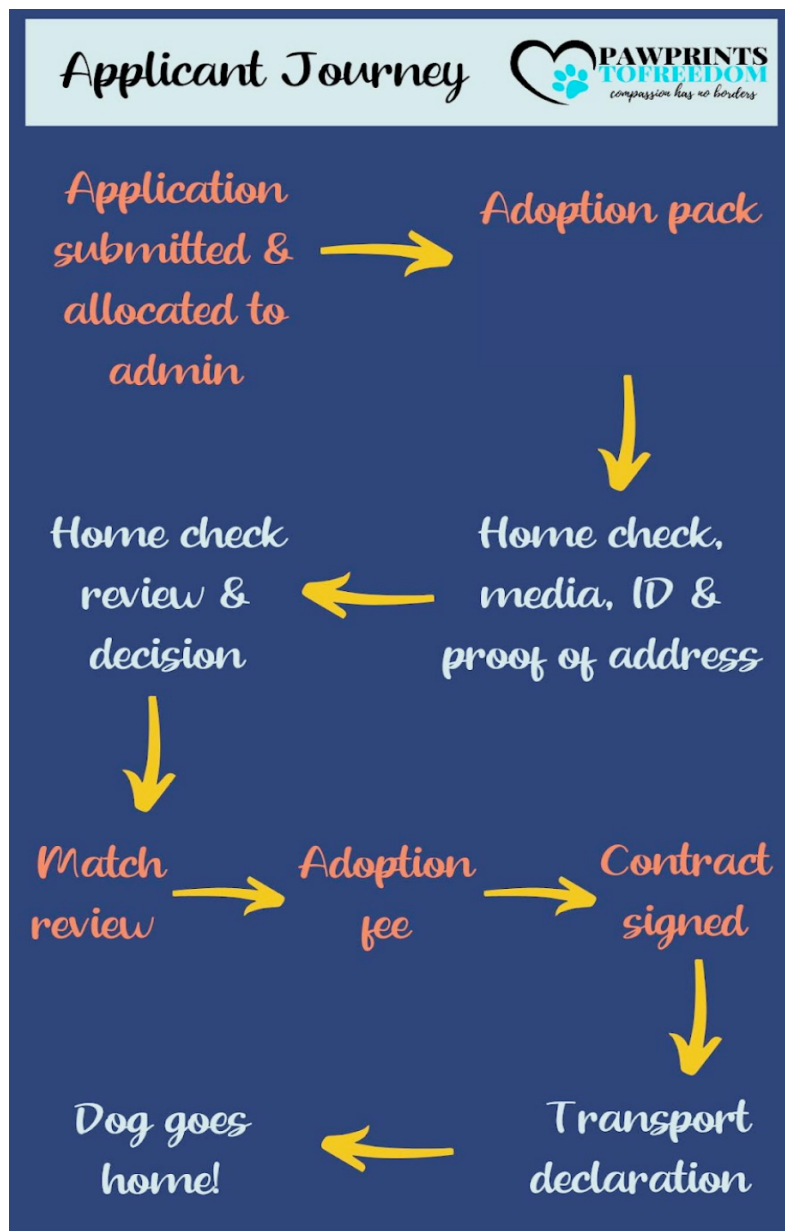 Applicant Journey
PAWPRINTS
TOFREEDOM
compassion has no borders
Application
submitted &
allocated to
admin
Adoption pack
Home check,
media, ID &
proof of address
Home check
review &
decision
Match
review
Adoption
fee
Contract
signed
Transport
declaration
Dog goes
home!